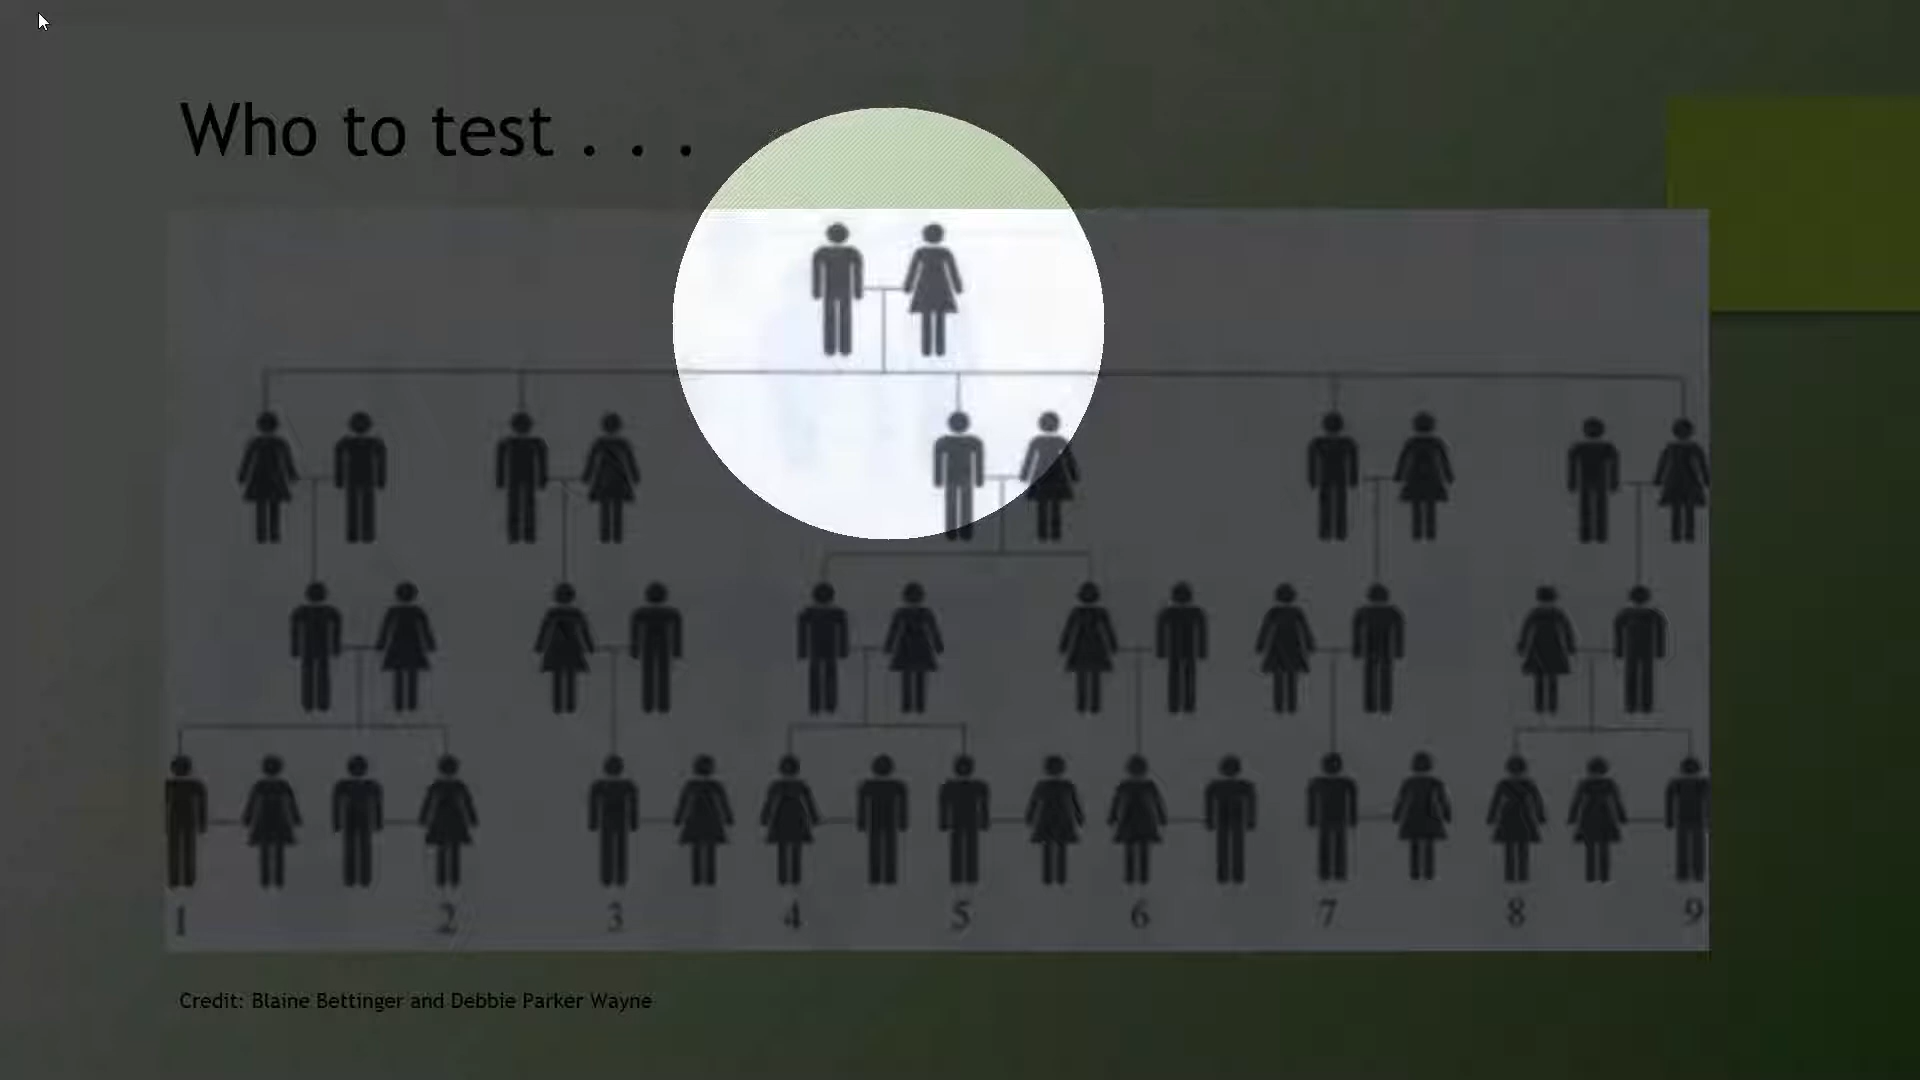 Who to test . . .
1 2 3 4 5 6 7 8 9
Credit: Blaine Bettinger and Debbie Parker Wayne